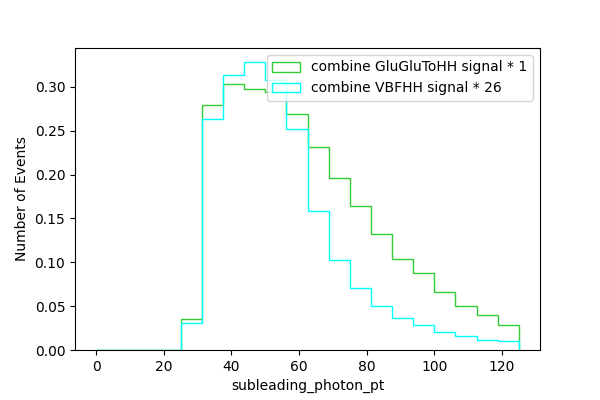 combine GluGluToHH signal * 1
combine VBFHH signal * 26
0.30
0.25
0.20
0.15
0.10
0.05
0.00
Number of Events
0 20 40 60 80 100 120
subleading_photon_pt